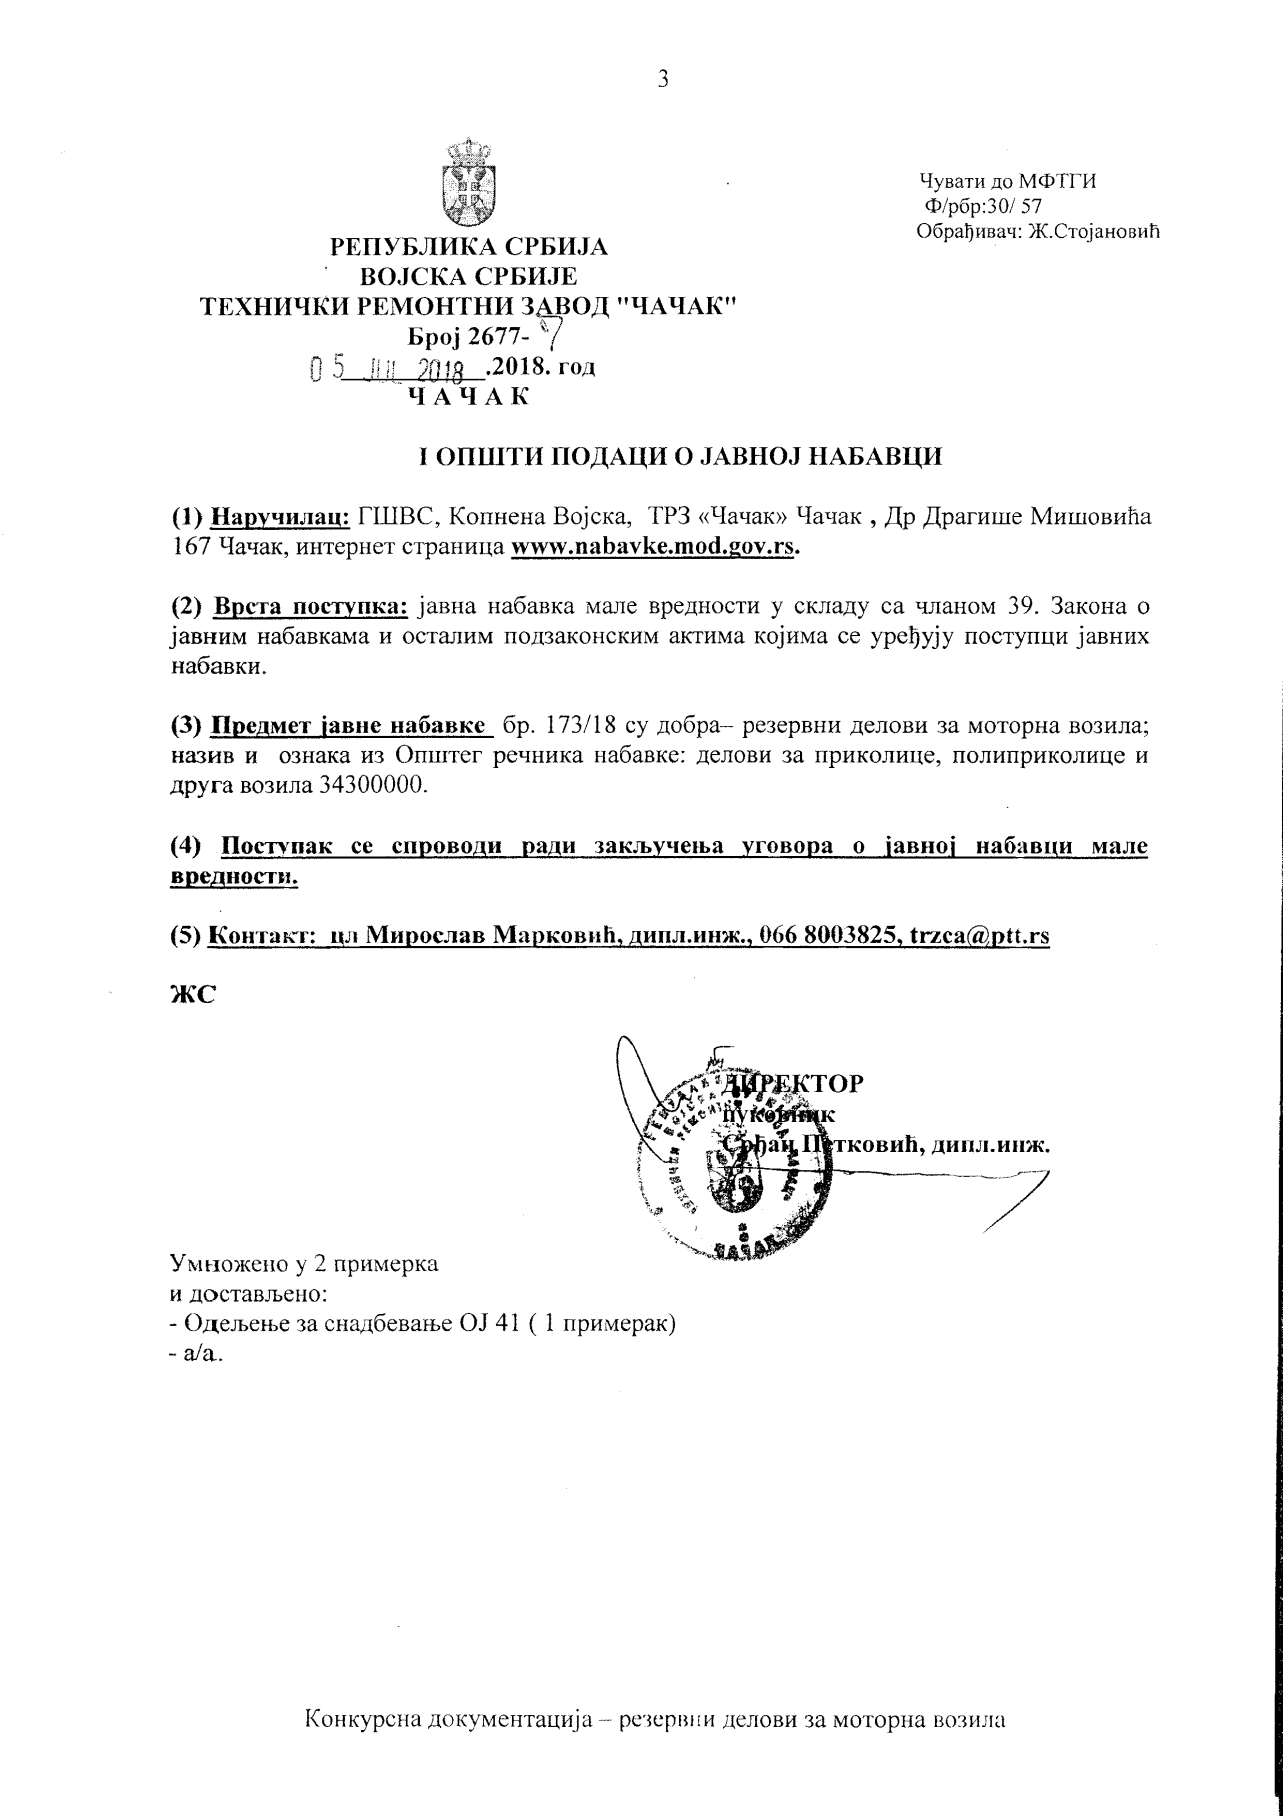 3
Чувати до МФТГИ
Ф/рбр:30/ 57
Обрађивач: Ж.Стојановић
РЕПУБЛИКА СРБИЈА
ВОЈСКА СРБИЈЕ
ТЕХНИЧКИ РЕМОНТНИ ЗАВОД "ЧАЧАК"
Број 2677- 7
05 JUL 2018 .2018. год
Ч А Ч А К
I ОПШТИ ПОДАЦИ О ЈАВНОЈ НАБАВЦИ
(1) Наручилац: ГШВС, Копнена Војска, ТРЗ «Чачак» Чачак , Др Драгише Мишовића
167 Чачак, интернет страница www.nabavke.mod.gov.rs.
(2) Врста поступка: јавна набавка мале вредности у складу са чланом 39. Закона о
јавним набавкама и осталим подзаконским актима којима се уређују поступци јавних
набавки.
(3) Предмет јавне набавке бр. 173/18 су добра– резервни делови за моторна возила;
назив и ознака из Општег речника набавке: делови за приколице, полиприколице и
друга возила 34300000.
(4) Поступак се спроводи ради закључења уговора о јавној набавци мале
вредности.
(5) Контакт: цл Мирослав Марковић, дипл.инж., 066 8003825, trzca@ptt.rs
ЖС
ДИРЕКТОР
пуковник
Срђан Петковић, дипл.инж.
ЧАЧАК
Умножено у 2 примерка
и достављено:
- Одељење за снадбевање ОЈ 41 ( 1 примерак)
- а/а.
Конкурсна документација – резервни делови за моторна возила